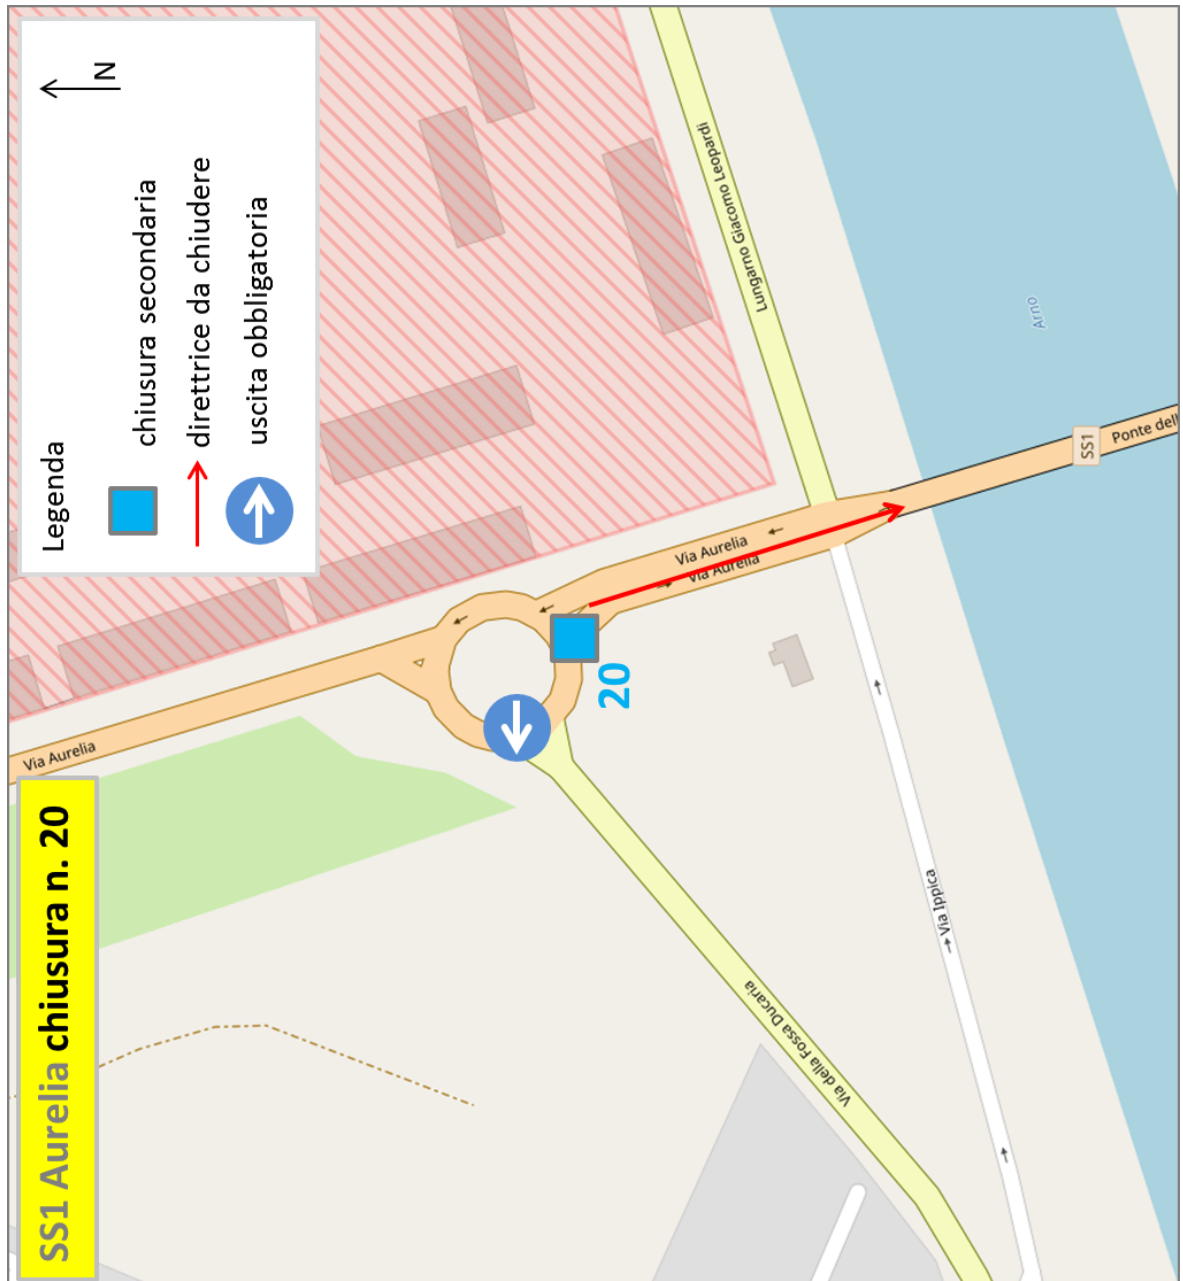 SS1 Aurelia chiusura n. 20
Legenda
N
chiusura secondaria
direttrice da chiudere
uscita obbligatoria
Via Aurelia
20
Via Aurelia
Via Aurelia
Lungarno Giacomo Leopardi
Arno
SS1
Ponte dell
Via della Fossa Ducaria
Via Ippica